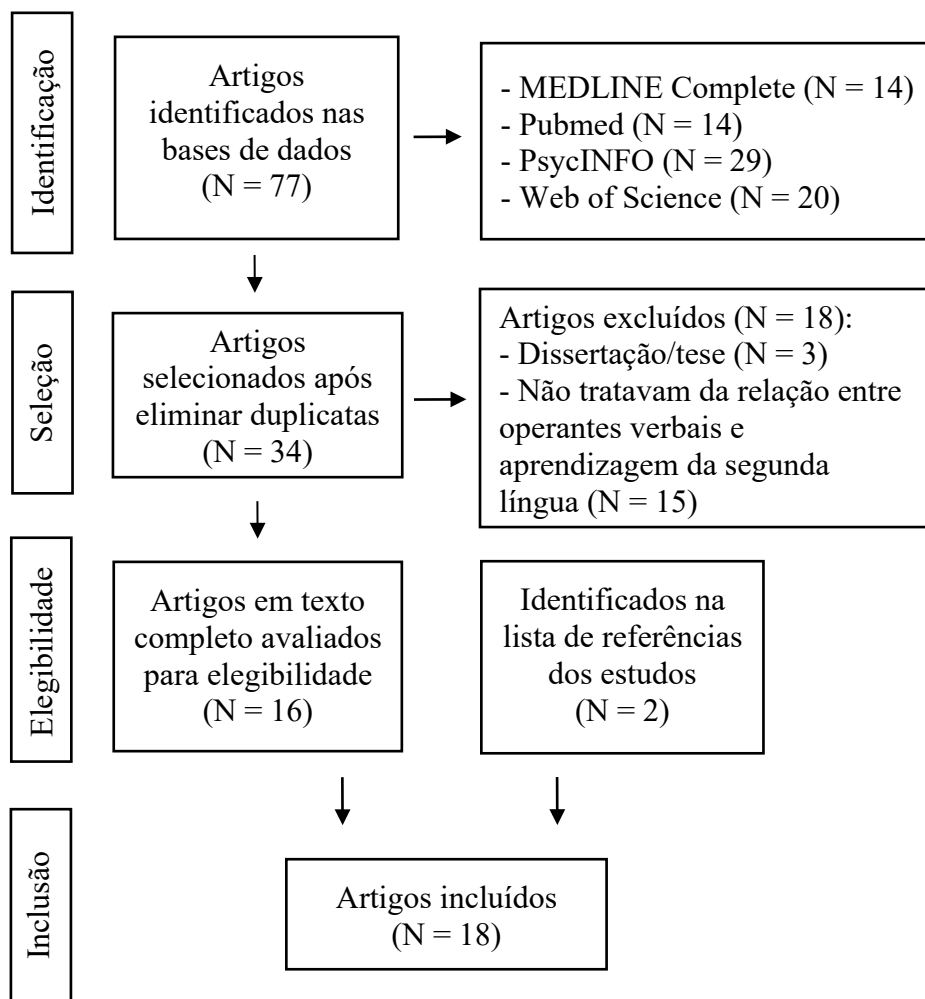 Identificação
Artigos
identificados nas
bases de dados
(N = 77)
- MEDLINE Complete (N = 14)
- Pubmed (N = 14)
- PsycINFO (N = 29)
- Web of Science (N = 20)
Seleção
Artigos
selecionados após
eliminar duplicatas
(N = 34)
Artigos excluídos (N = 18):
- Dissertação/tese (N = 3)
- Não tratavam da relação entre
operantes verbais e
aprendizagem da segunda
língua (N = 15)
Elegibilidade
Artigos em texto
completo avaliados
para elegibilidade
(N = 16)
Identificados na
lista de referências
dos estudos
(N = 2)
Inclusão
Artigos incluídos
(N = 18)